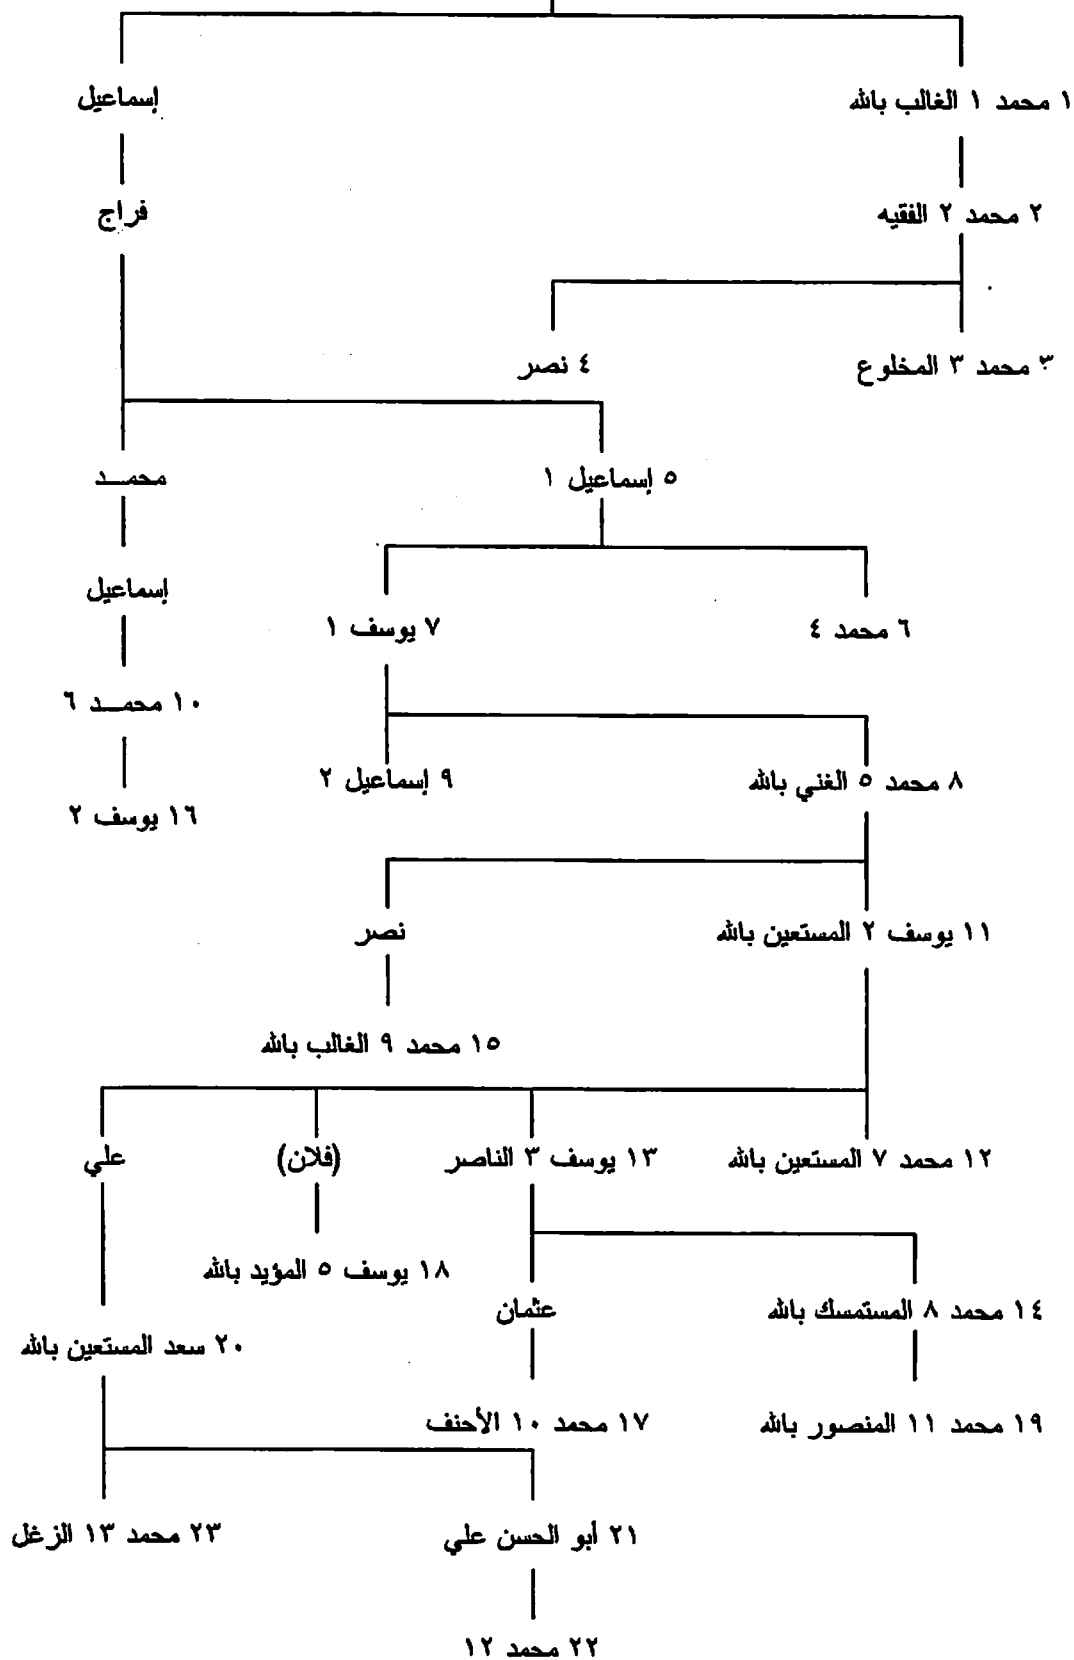 ١ محمد ١ الغالب بالله
إسماعيل
٢ محمد ٢ الفقيه
فراج
٣ محمد ٣ المخلوع
٤ نصر
٥ إسماعيل ١
محمـد
إسماعيل
٦ محمد ٤
٧ يوسف ١
١٠ محمـد ٦
٨ محمد ٥ الغني بالله
٩ إسماعيل ٢
١٦ يوسف ٢
١١ يوسف ٢ المستعين بالله
نصر
١٥ محمد ٩ الغالب بالله
١٢ محمد ٧ المستعين بالله
١٣ يوسف ٣ الناصر
(فلان)
علي
١٨ يوسف ٥ المؤيد بالله
١٤ محمد ٨ المستمسك بالله
عثمان
٢٠ سعد المستعين بالله
١٩ محمد ١١ المنصور بالله
١٧ محمد ١٠ الأحنف
٢١ أبو الحسن علي
٢٣ محمد ١٣ الزغل
٢٢ محمد ١٢